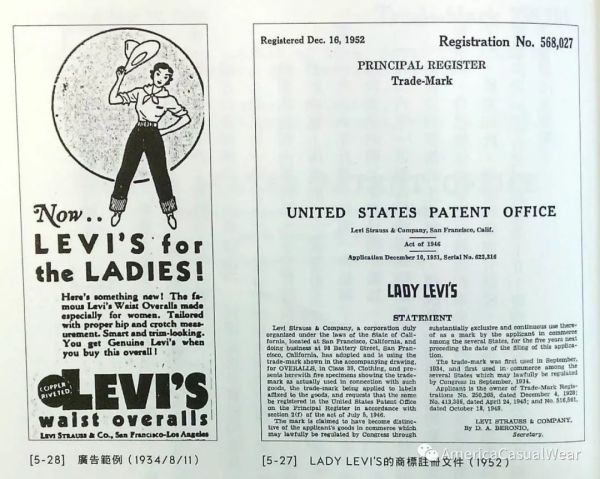 Now..
LEVI'S for
the LADIES!
Here's something new! The fa-
mous Levi's Waist Overalls made
especially for women. Tailored
with proper hip and crotch meas-
urement. Smart and trim-looking.
You get Genuine Levi's when
you buy this overall!
COPPER
RIVETED
LEVI'S
waist overalls
LEVI STRAUSS & Co., San Francisco-Los Angeles
[5-28] 廣告範例 (1934/8/11)
Registered Dec. 16, 1952
Registration No. 568,027
PRINCIPAL REGISTER
Trade-Mark
UNITED STATES PATENT OFFICE
Levi Strauss & Company, San Francisco, Calif.
Act of 1946
Application December 10, 1951, Serial No. 622,316
LADY LEVI'S
STATEMENT
Levi Strauss & Company, a corporation duly
organized under the laws of the State of Cali-
fornia, located at San Francisco, California, and
doing business at 98 Battery Street, San Fran-
cisco, California, has adopted and is using the
trade-mark shown in the accompanying drawing,
for OVERALLS, in Class 39, Clothing, and pre-
sents herewith five specimens showing the trade-
mark as actually used in connection with such
goods, the trade-mark being applied to labels
affixed to the goods, and requests that the same
be registered in the United States Patent Office
on the Principal Register in accordance with
section 2(f) of the act of July 5, 1946.
The mark is claimed to have become distinc-
tive of the applicant's goods in commerce which
may lawfully be regulated by Congress through
substantially exclusive and continuous use there-
of as a mark by the applicant in commerce
among the several States, for the five years next
preceding the date of the filing of this applica-
tion.
The trade-mark was first used in September,
1934, and first used in commerce among the
several States which may lawfully be regulated
by Congress in September, 1934.
Applicant is the owner of Trade-Mark Regis-
trations No. 250,265, dated December 4, 1928;
No. 413,308, dated April 24, 1945; and No. 516,561,
dated October 18, 1949.
LEVI STRAUSS & COMPANY,
By D. A. BERONIO,
Secretary.
[5-27] LADY LEVI'S的商標註冊文件 (1952)
AmericaCasualWear